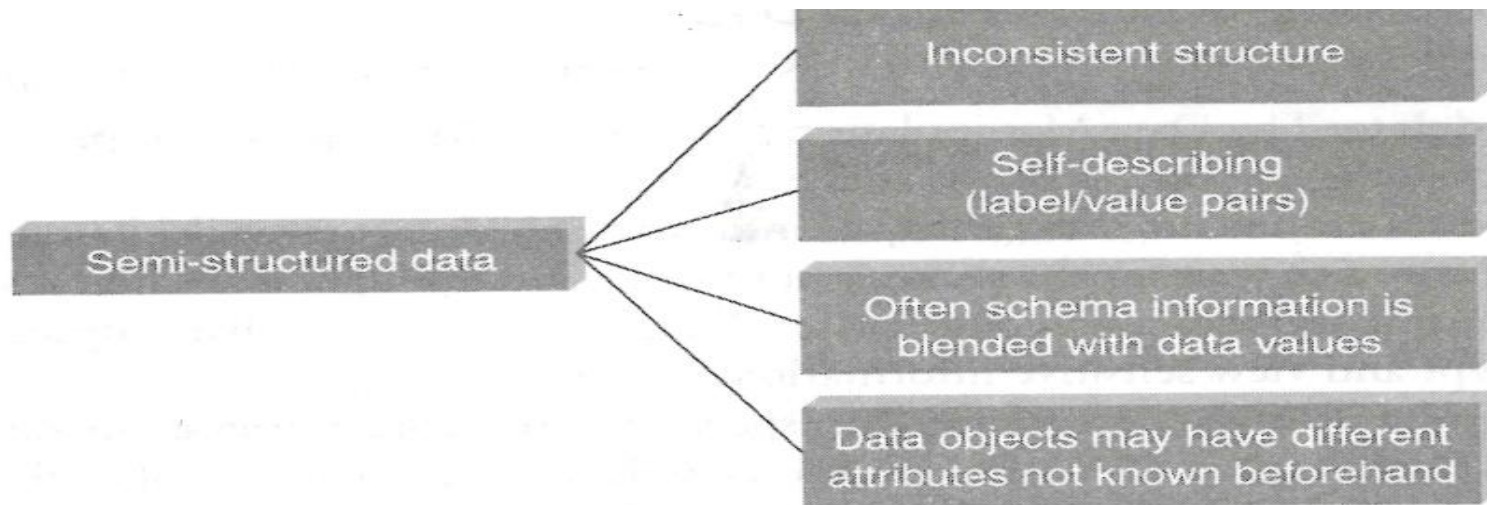 Inconsistent structure
Self-describing
(label/value pairs)
Semi-structured data
Often schema information is
blended with data values
Data objects may have different
attributes not known beforehand